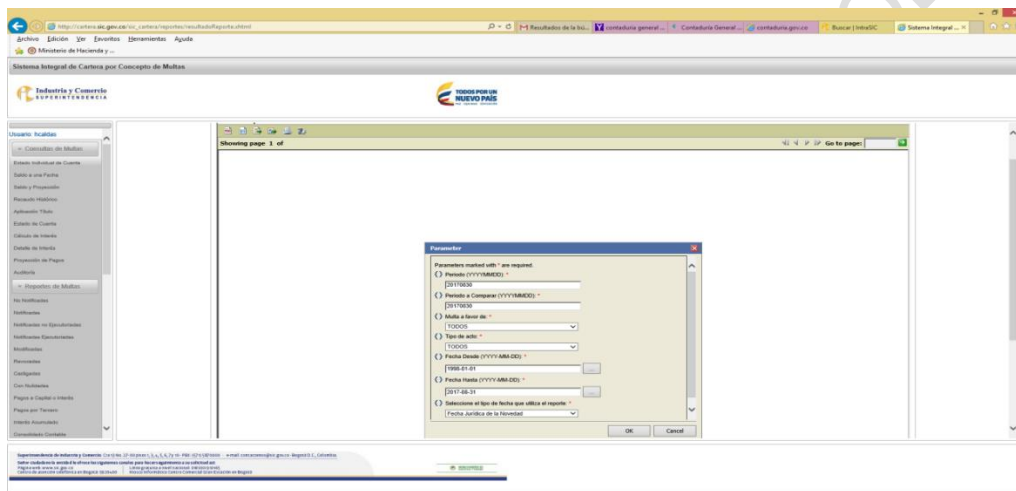 http://cartera.sic.gov.co/sic_cartera/reportes/resultadoReporte.xhtml
Resultados de la bú...
contaduria general ...
Contaduría General ...
contaduria.gov.co
Buscar | IntraSIC
Sistema Integral ...
Archivo Edición Ver Favoritos Herramientas Ayuda
Ministerio de Hacienda y ...
Sistema Integral de Cartera por Concepto de Multas
Industria y Comercio
SUPERINTENDENCIA
TODOS POR UN
NUEVO PAÍS
Usuario: hcaldas
Consultas de Multas
Estado Individual de Cuenta
Saldo a una Fecha
Saldo y Proyección
Recaudo Histórico
Aplicación Título
Estado de Cuenta
Cálculo de Interés
Detalle de Interés
Proyección de Pagos
Auditoría
Reportes de Multas
No Notificadas
Notificadas
Notificadas no Ejecutoriadas
Notificadas Ejecutoriadas
Modificadas
Revocadas
Castigadas
Con Nulidades
Pagos a Capital o Interés
Pagos por Tercero
Interés Acumulado
Consolidado Contable
Showing page 1 of
Go to page:
Parameter
Parameters marked with * are required.
Periodo (YYYYMMDD): *
20170836
Periodo a Comparar (YYYYMMDD): *
20170836
Multa a favor de: *
TODOS
Tipo de acto: *
TODOS
Fecha Desde (YYYY-MM-DD): *
1998-01-01
...
Fecha Hasta (YYYY-MM-DD): *
2017-08-31
...
Seleccione el tipo de fecha que utiliza el reporte: *
Fecha Jurídica de la Novedad
OK Cancel